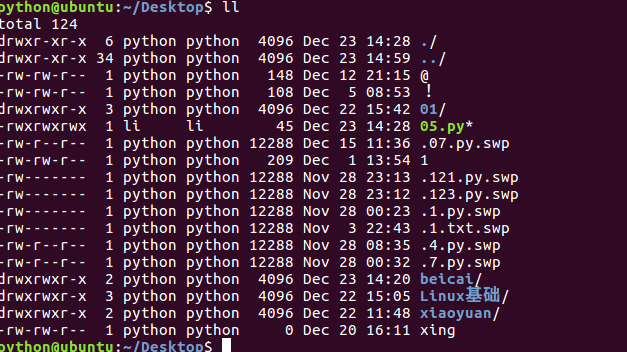 python@ubuntu:~/Desktop$ ll
total 124
drwxr-xr-x  6 python python  4096 Dec 23 14:28 ./
drwxr-xr-x 34 python python  4096 Dec 23 14:59 ../
-rw-rw-r--  1 python python   148 Dec 12 21:15 @
-rw-rw-r--  1 python python   108 Dec  5 08:53 !
drwxrwxr-x  3 python python  4096 Dec 22 15:42 01/
-rwxrwxrwx  1 li     li        45 Dec 23 14:28 05.py*
-rw-r--r--  1 python python 12288 Dec 15 11:36 .07.py.swp
-rw-rw-r--  1 python python   209 Dec  1 13:54 1
-rw-------  1 python python 12288 Nov 28 23:13 .121.py.swp
-rw-------  1 python python 12288 Nov 28 23:12 .123.py.swp
-rw-------  1 python python 12288 Nov 28 00:23 .1.py.swp
-rw-------  1 python python 12288 Nov  3 22:43 .1.txt.swp
-rw-r--r--  1 python python 12288 Nov 28 08:35 .4.py.swp
-rw-r--r--  1 python python 12288 Nov 28 00:32 .7.py.swp
drwxrwxr-x  2 python python  4096 Dec 23 14:20 beicai/
drwxrwxr-x  3 python python  4096 Dec 22 15:05 Linux基础/
drwxrwxr-x  2 python python  4096 Dec 22 11:48 xiaoyuan/
-rw-rw-r--  1 python python     0 Dec 20 16:11 xing
python@ubuntu:~/Desktop$